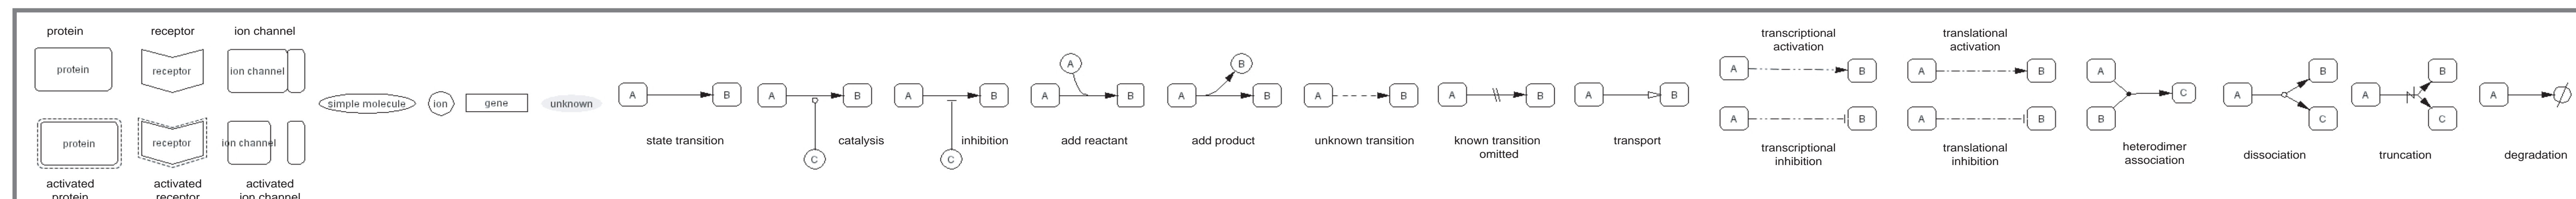 protein
receptor
ion channel
protein
receptor
ion channel
simple molecule
ion
gene
unknown
protein
receptor
ion channel
activated
protein
activated
receptor
activated
ion channel
A
B
state transition
A
B
C
catalysis
A
B
C
inhibition
A
A
B
add reactant
B
A
B
add product
A
B
unknown transition
A
B
known transition
omitted
A
B
transport
transcriptional
activation
A
B
A
B
transcriptional
inhibition
translational
activation
A
B
A
B
translational
inhibition
A
B
C
heterodimer
association
A
B
C
dissociation
A
N
B
C
truncation
A
degradation